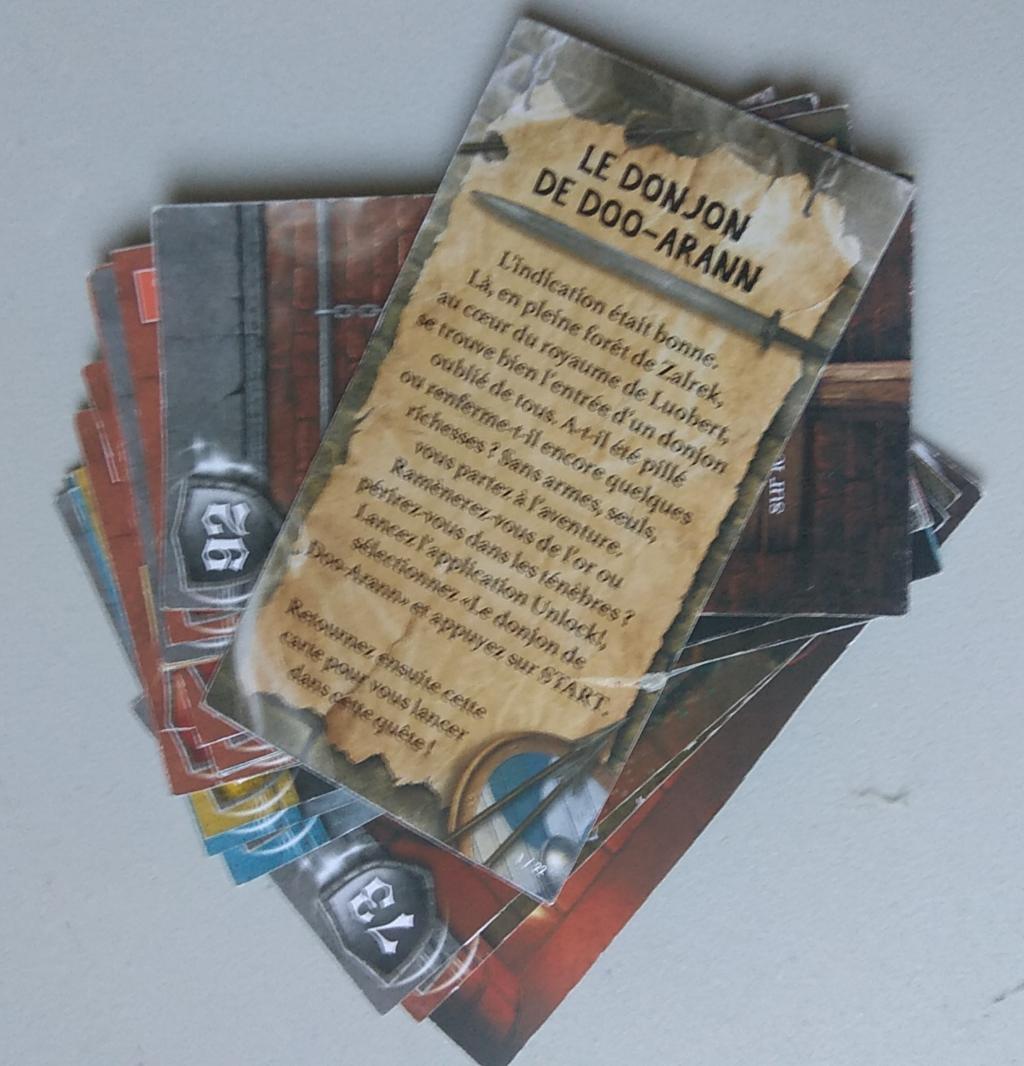 LE DONJON
DE DOO-ARANN
L'indication était bonne.
Là, en pleine forêt de Zalrek,
au cœur du royaume de Luobert,
se trouve bien l'entrée d'un donjon
oublié de tous. A-t-il été pillé
ou renferme-t-il encore quelques
richesses ? Sans armes, seuls,
vous partez à l'aventure.
Ramènerez-vous de l'or ou
périrez-vous dans les ténèbres ?
Lancez l'application Unlock!,
sélectionnez «Le donjon de
Doo-Arann» et appuyez sur START.
Retournez ensuite cette
carte pour vous lancer
dans cette quête !
92
73
sur